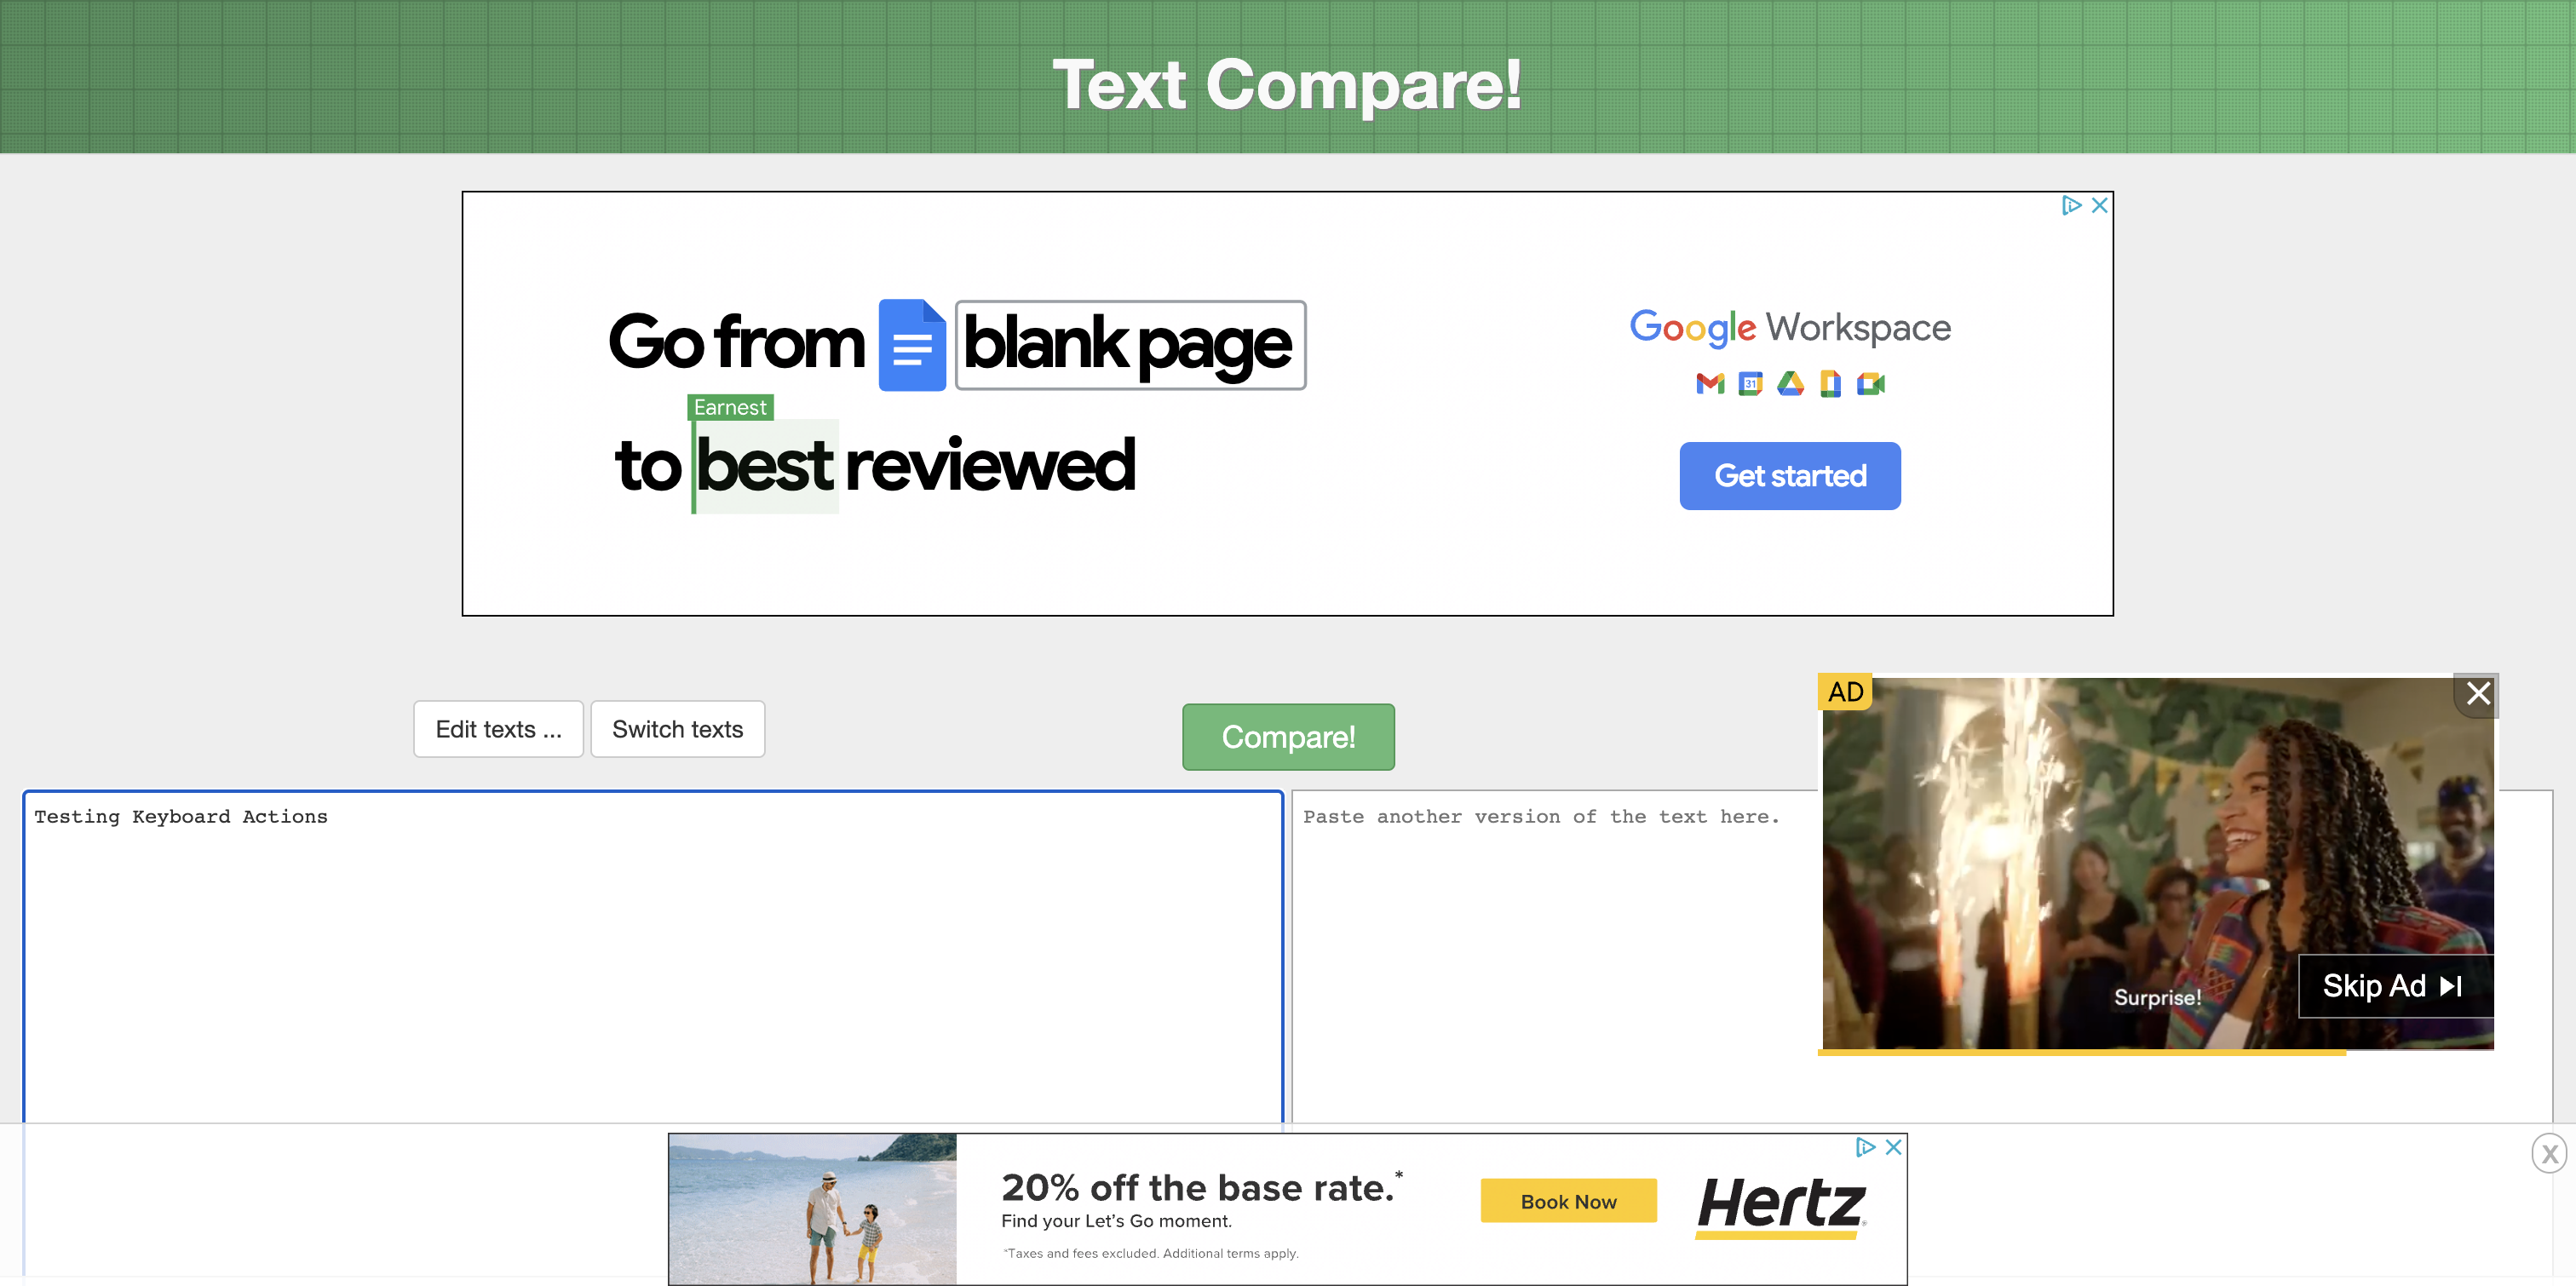 Text Compare!
Go from blank page
Earnest
to best reviewed
Google Workspace
31
Get started
Edit texts ...
Switch texts
Compare!
AD
Testing Keyboard Actions
Paste another version of the text here.
Surprise!
Skip Ad
20% off the base rate.*
Find your Let's Go moment.
*Taxes and fees excluded. Additional terms apply.
Book Now
Hertz
X